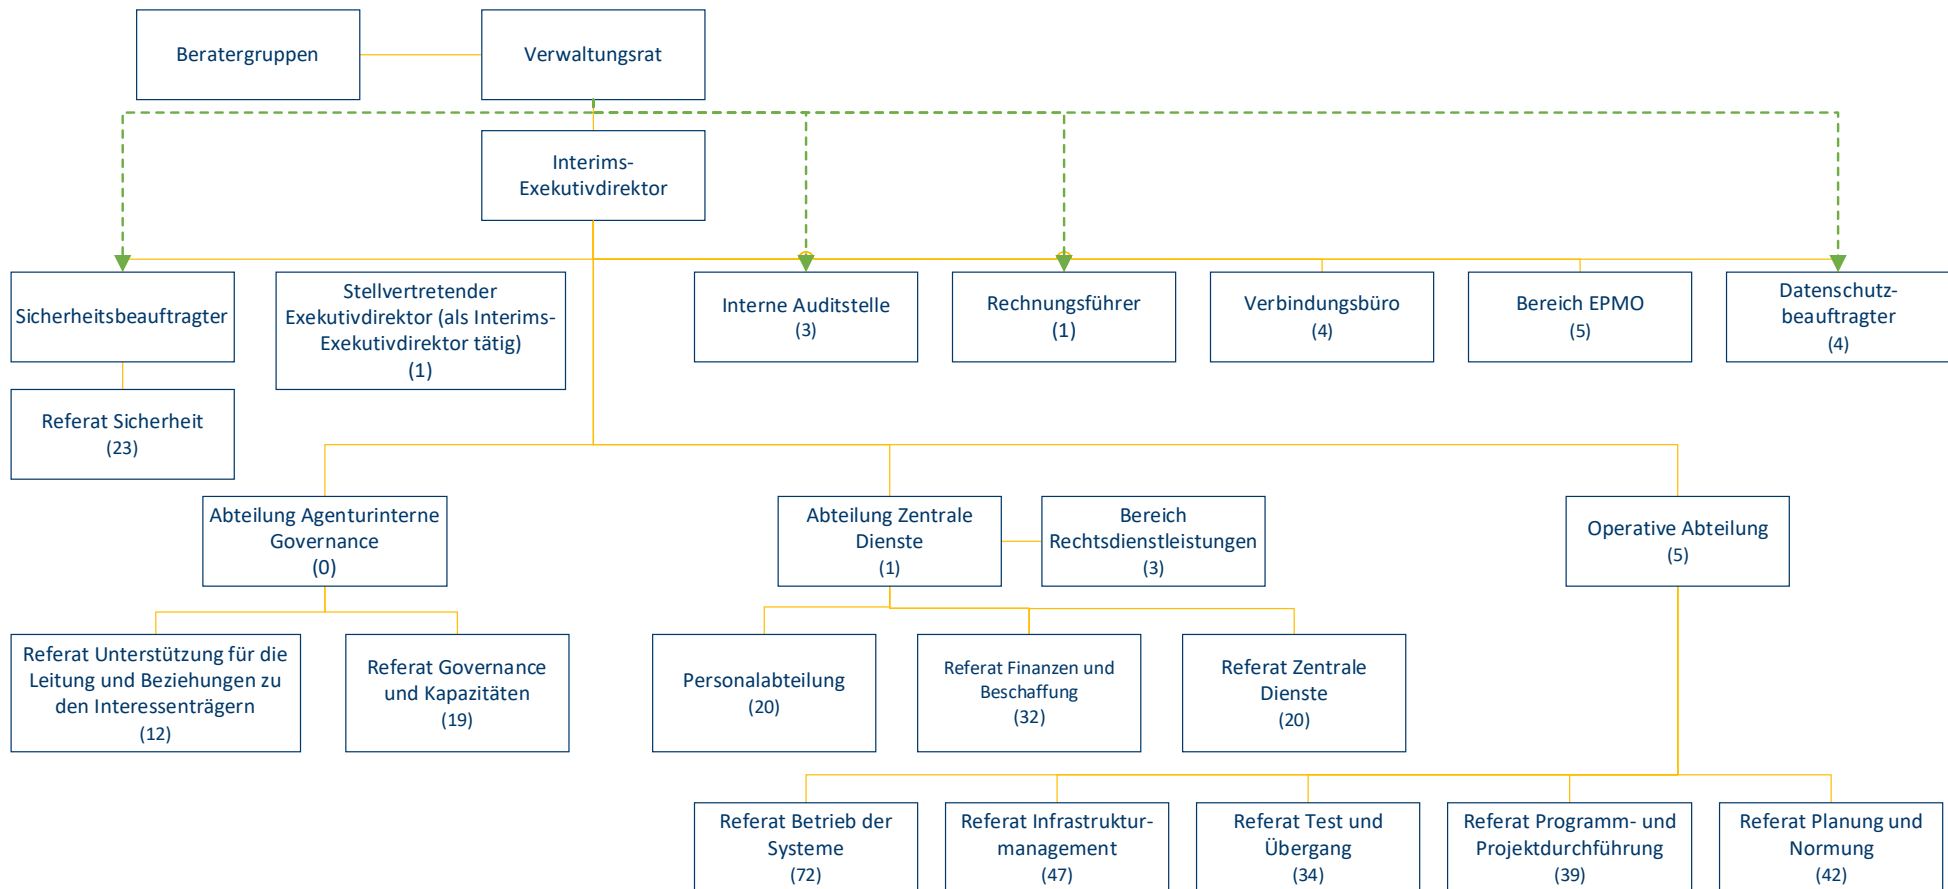 Beratergruppen
Verwaltungsrat
Interims-
Exekutivdirektor
Sicherheitsbeauftragter
Stellvertretender
Exekutivdirektor (als Interims-
Exekutivdirektor tätig)
(1)
Interne Auditstelle
(3)
Rechnungsführer
(1)
Verbindungsbüro
(4)
Bereich EPMO
(5)
Datenschutz-
beauftragter
(4)
Referat Sicherheit
(23)
Abteilung Agenturinterne
Governance
(0)
Abteilung Zentrale
Dienste
(1)
Bereich
Rechtsdienstleistungen
(3)
Operative Abteilung
(5)
Referat Unterstützung für die
Leitung und Beziehungen zu
den Interessenträgern
(12)
Referat Governance
und Kapazitäten
(19)
Personalabteilung
(20)
Referat Finanzen und
Beschaffung
(32)
Referat Zentrale
Dienste
(20)
Referat Betrieb der
Systeme
(72)
Referat Infrastruktur-
management
(47)
Referat Test und
Übergang
(34)
Referat Programm- und
Projektdurchführung
(39)
Referat Planung und
Normung
(42)